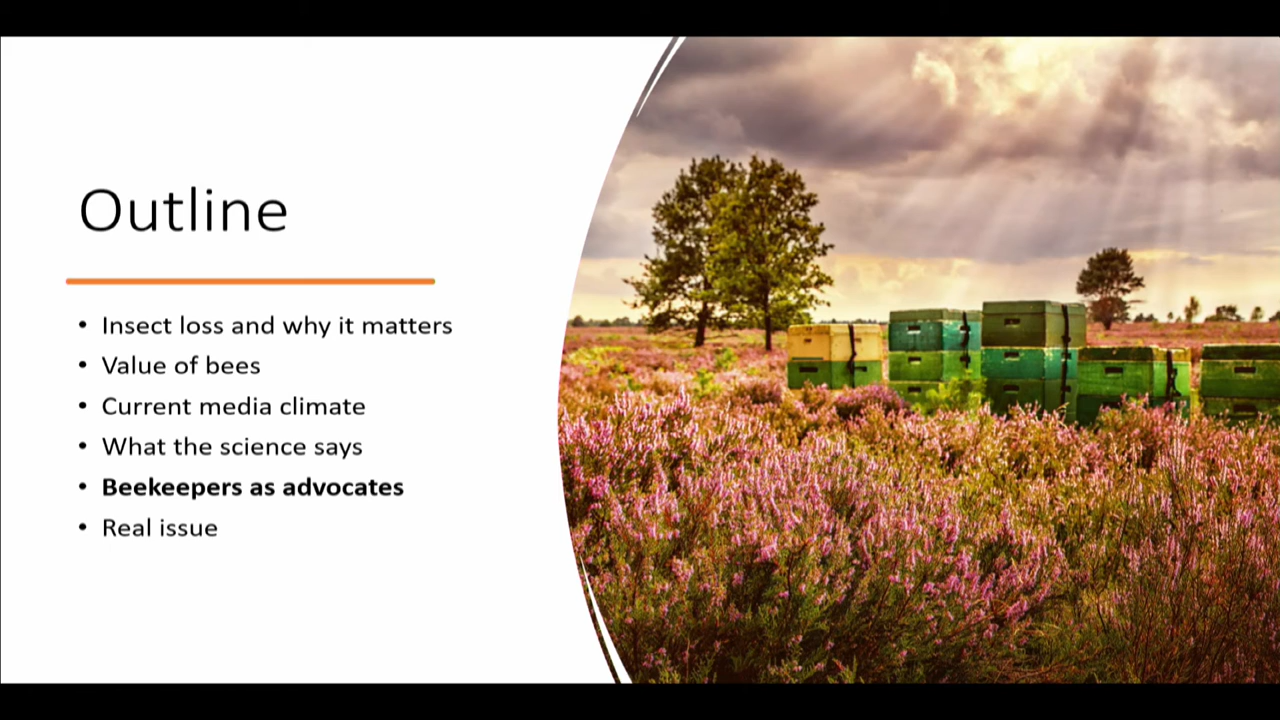 Outline
• Insect loss and why it matters
• Value of bees
• Current media climate
• What the science says
• Beekeepers as advocates
• Real issue